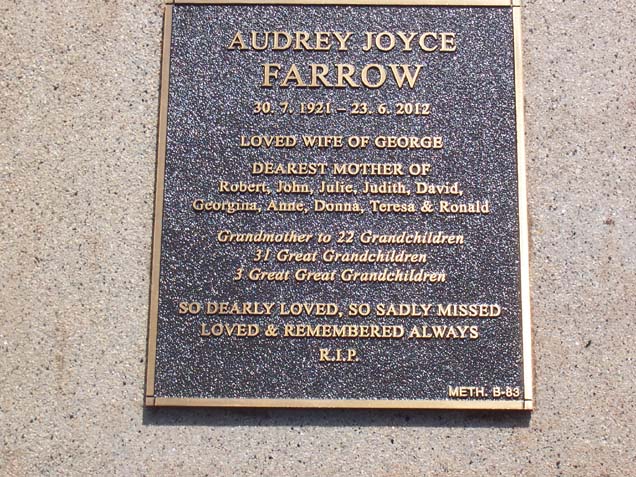 AUDREY JOYCE
FARROW
30. 7. 1921 – 23. 6. 2012
LOVED WIFE OF GEORGE
DEAREST MOTHER OF
Robert, John, Julie, Judith, David,
Georgina, Anne, Donna, Teresa & Ronald
Grandmother to 22 Grandchildren
31 Great Grandchildren
3 Great Great Grandchildren
SO DEARLY LOVED, SO SADLY MISSED
LOVED & REMEMBERED ALWAYS
R.I.P.
METH. B-83